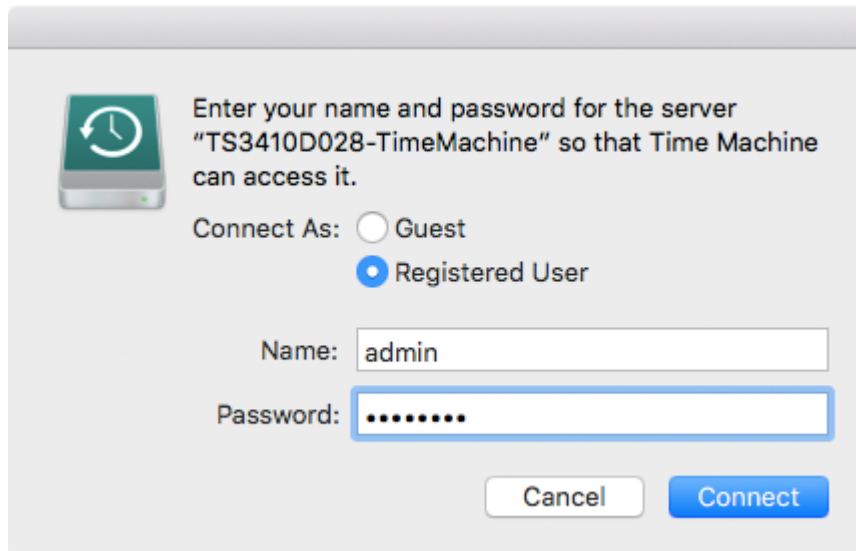 Enter your name and password for the server
“TS3410D028-TimeMachine” so that Time Machine
can access it.
Connect As: Guest
Registered User
Name: admin
Password: ••••••••
Cancel Connect